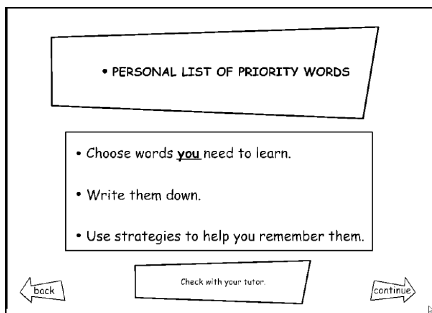 • PERSONAL LIST OF PRIORITY WORDS
• Choose words you need to learn.
• Write them down.
• Use strategies to help you remember them.
Check with your tutor.
back
continue